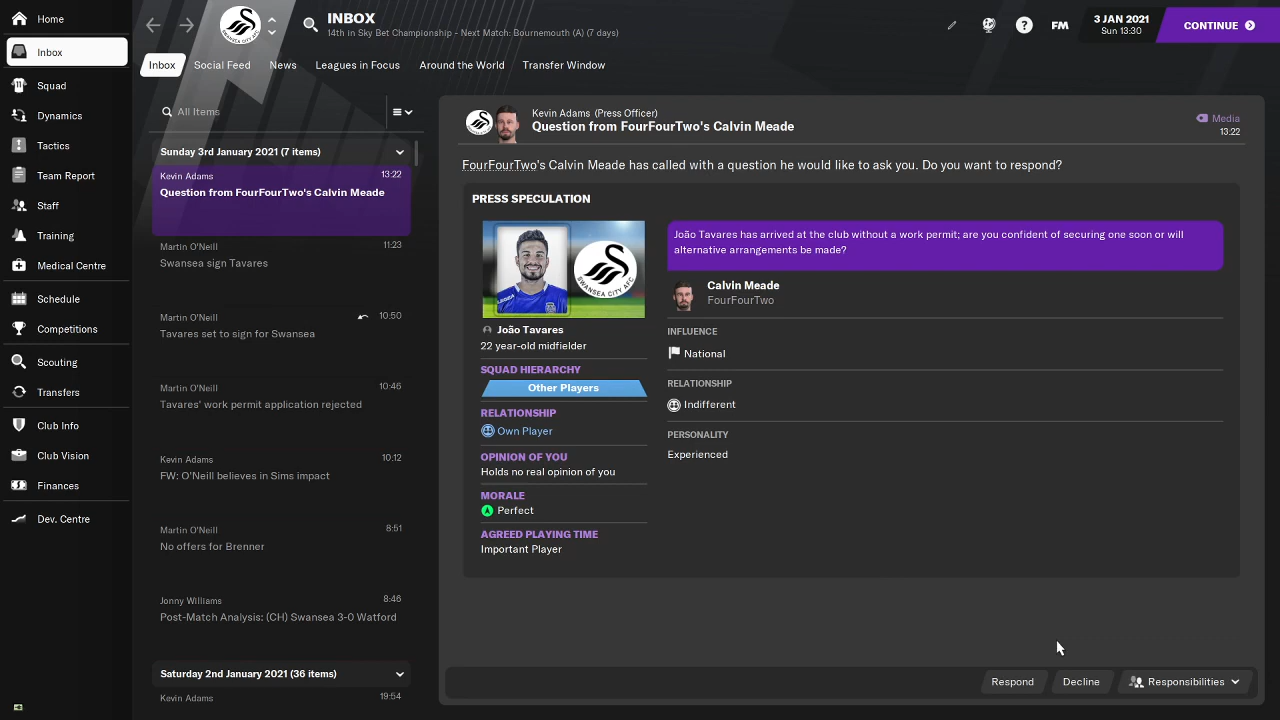 Home
Inbox
Squad
Dynamics
Tactics
Team Report
Staff
Training
Medical Centre
Schedule
Competitions
Scouting
Transfers
Club Info
Club Vision
Finances
Dev. Centre
SWANSEA CITY AFC
INBOX
14th in Sky Bet Championship - Next Match: Bournemouth (A) (7 days)
?
FM
3 JAN 2021
Sun 13:30
CONTINUE
Inbox
Social Feed
News
Leagues in Focus
Around the World
Transfer Window
All Items
Sunday 3rd January 2021 (7 items)
Kevin Adams
13:22
Question from FourFourTwo's Calvin Meade
Martin O'Neill
11:23
Swansea sign Tavares
Martin O'Neill
10:50
Tavares set to sign for Swansea
Martin O'Neill
10:46
Tavares' work permit application rejected
Kevin Adams
10:12
FW: O'Neill believes in Sims impact
Martin O'Neill
8:51
No offers for Brenner
Jonny Williams
8:46
Post-Match Analysis: (CH) Swansea 3-0 Watford
Saturday 2nd January 2021 (36 items)
Kevin Adams
19:54
Kevin Adams (Press Officer)
Question from FourFourTwo's Calvin Meade
Media
13:22
FourFourTwo's Calvin Meade has called with a question he would like to ask you. Do you want to respond?
PRESS SPECULATION
SWANSEA CITY AFC
João Tavares
22 year-old midfielder
SQUAD HIERARCHY
Other Players
RELATIONSHIP
Own Player
OPINION OF YOU
Holds no real opinion of you
MORALE
Perfect
AGREED PLAYING TIME
Important Player
João Tavares has arrived at the club without a work permit; are you confident of securing one soon or will
alternative arrangements be made?
Calvin Meade
FourFourTwo
INFLUENCE
National
RELATIONSHIP
Indifferent
PERSONALITY
Experienced
Respond
Decline
Responsibilities